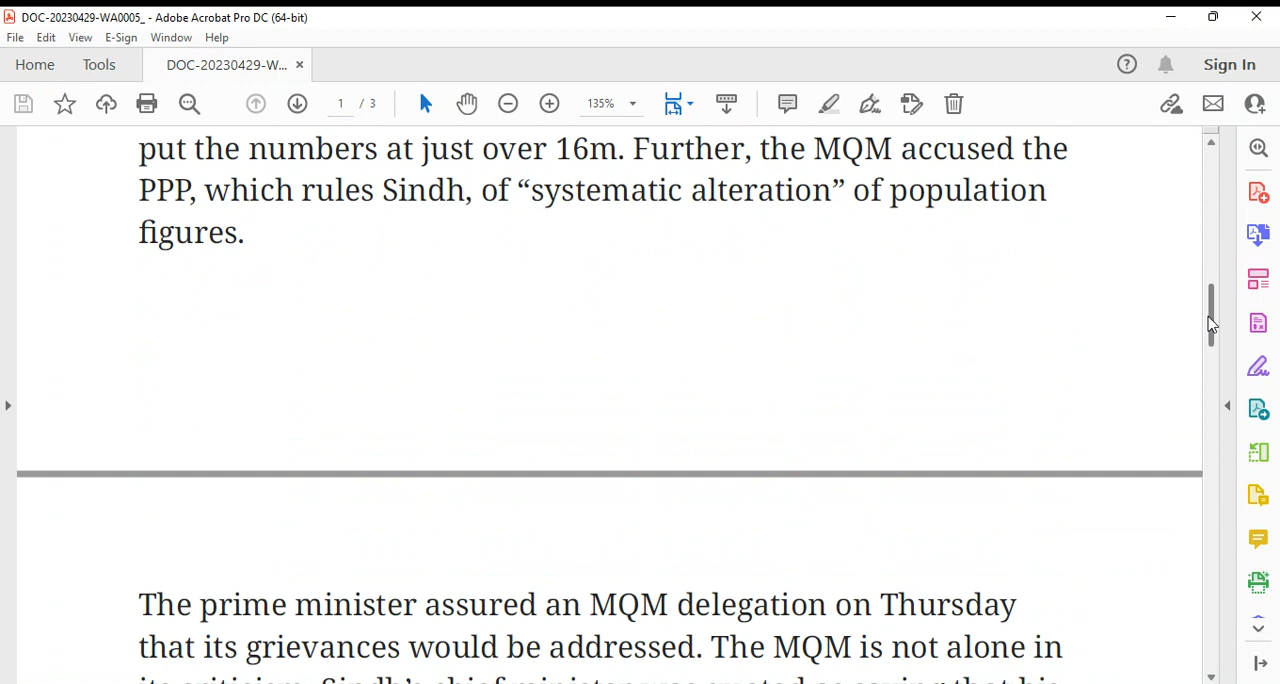 DOC-20230429-WA0005_ - Adobe Acrobat Pro DC (64-bit)
File Edit View E-Sign Window Help
Home Tools DOC-20230429-W... × Sign In
1 / 3 135%
put the numbers at just over 16m. Further, the MQM accused the
PPP, which rules Sindh, of “systematic alteration” of population
figures.
The prime minister assured an MQM delegation on Thursday
that its grievances would be addressed. The MQM is not alone in